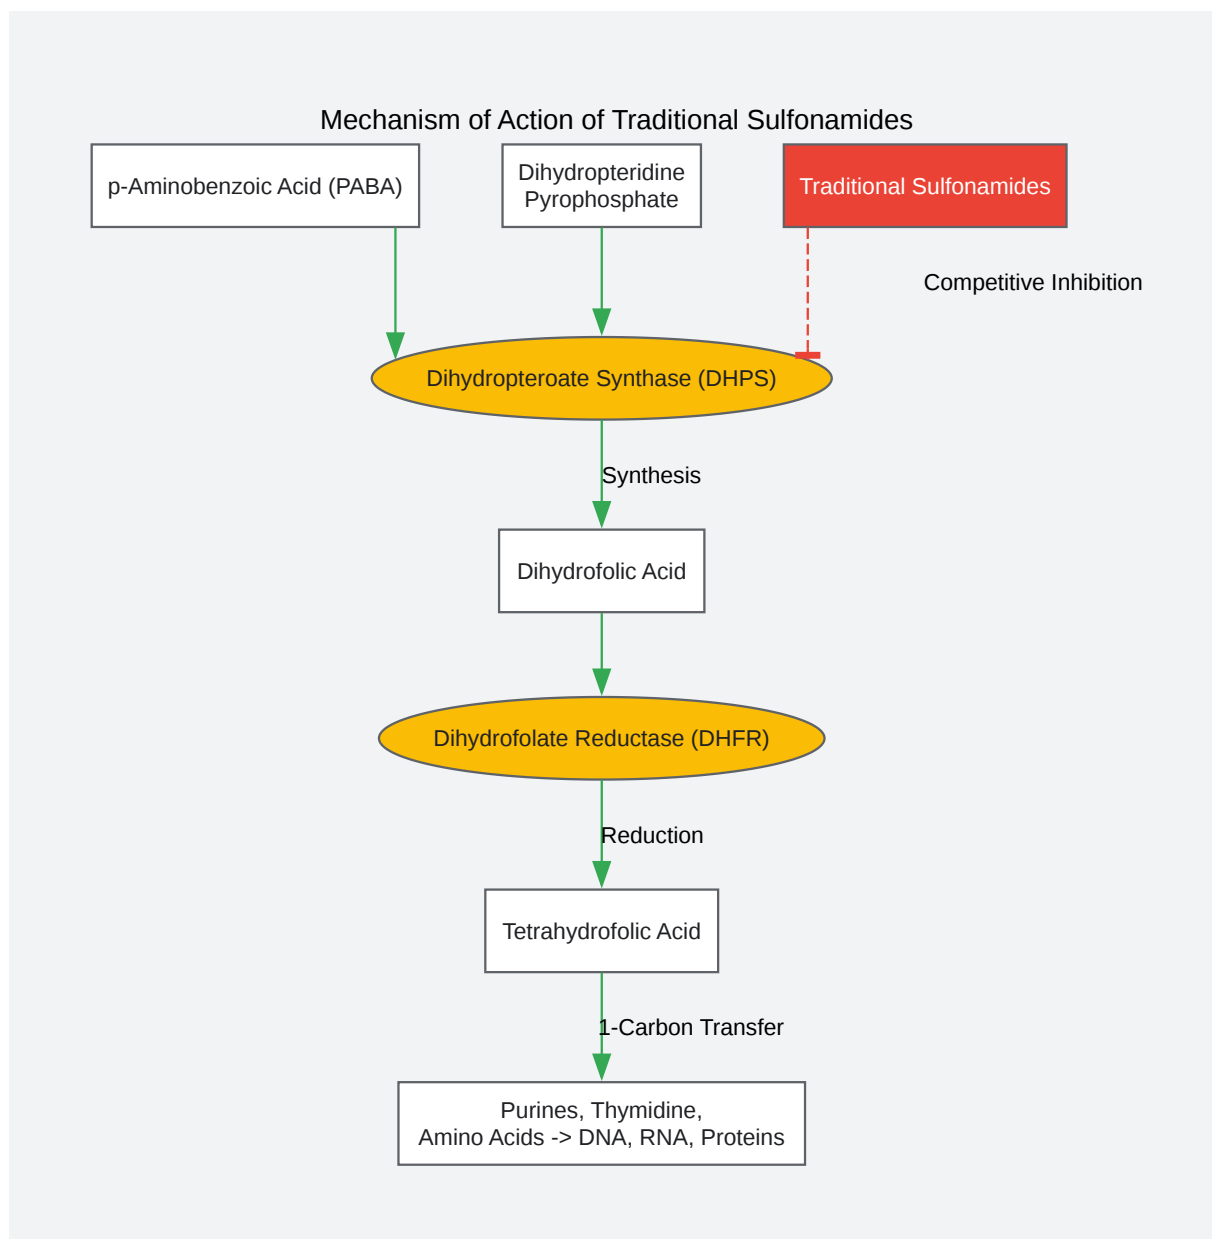 Mechanism of Action of Traditional Sulfonamides
p-Aminobenzoic Acid (PABA)
Dihydropteridine
Pyrophosphate
Traditional Sulfonamides
Competitive Inhibition
Dihydropteroate Synthase (DHPS)
Synthesis
Dihydrofolic Acid
Dihydrofolate Reductase (DHFR)
Reduction
Tetrahydrofolic Acid
1-Carbon Transfer
Purines, Thymidine,
Amino Acids -> DNA, RNA, Proteins